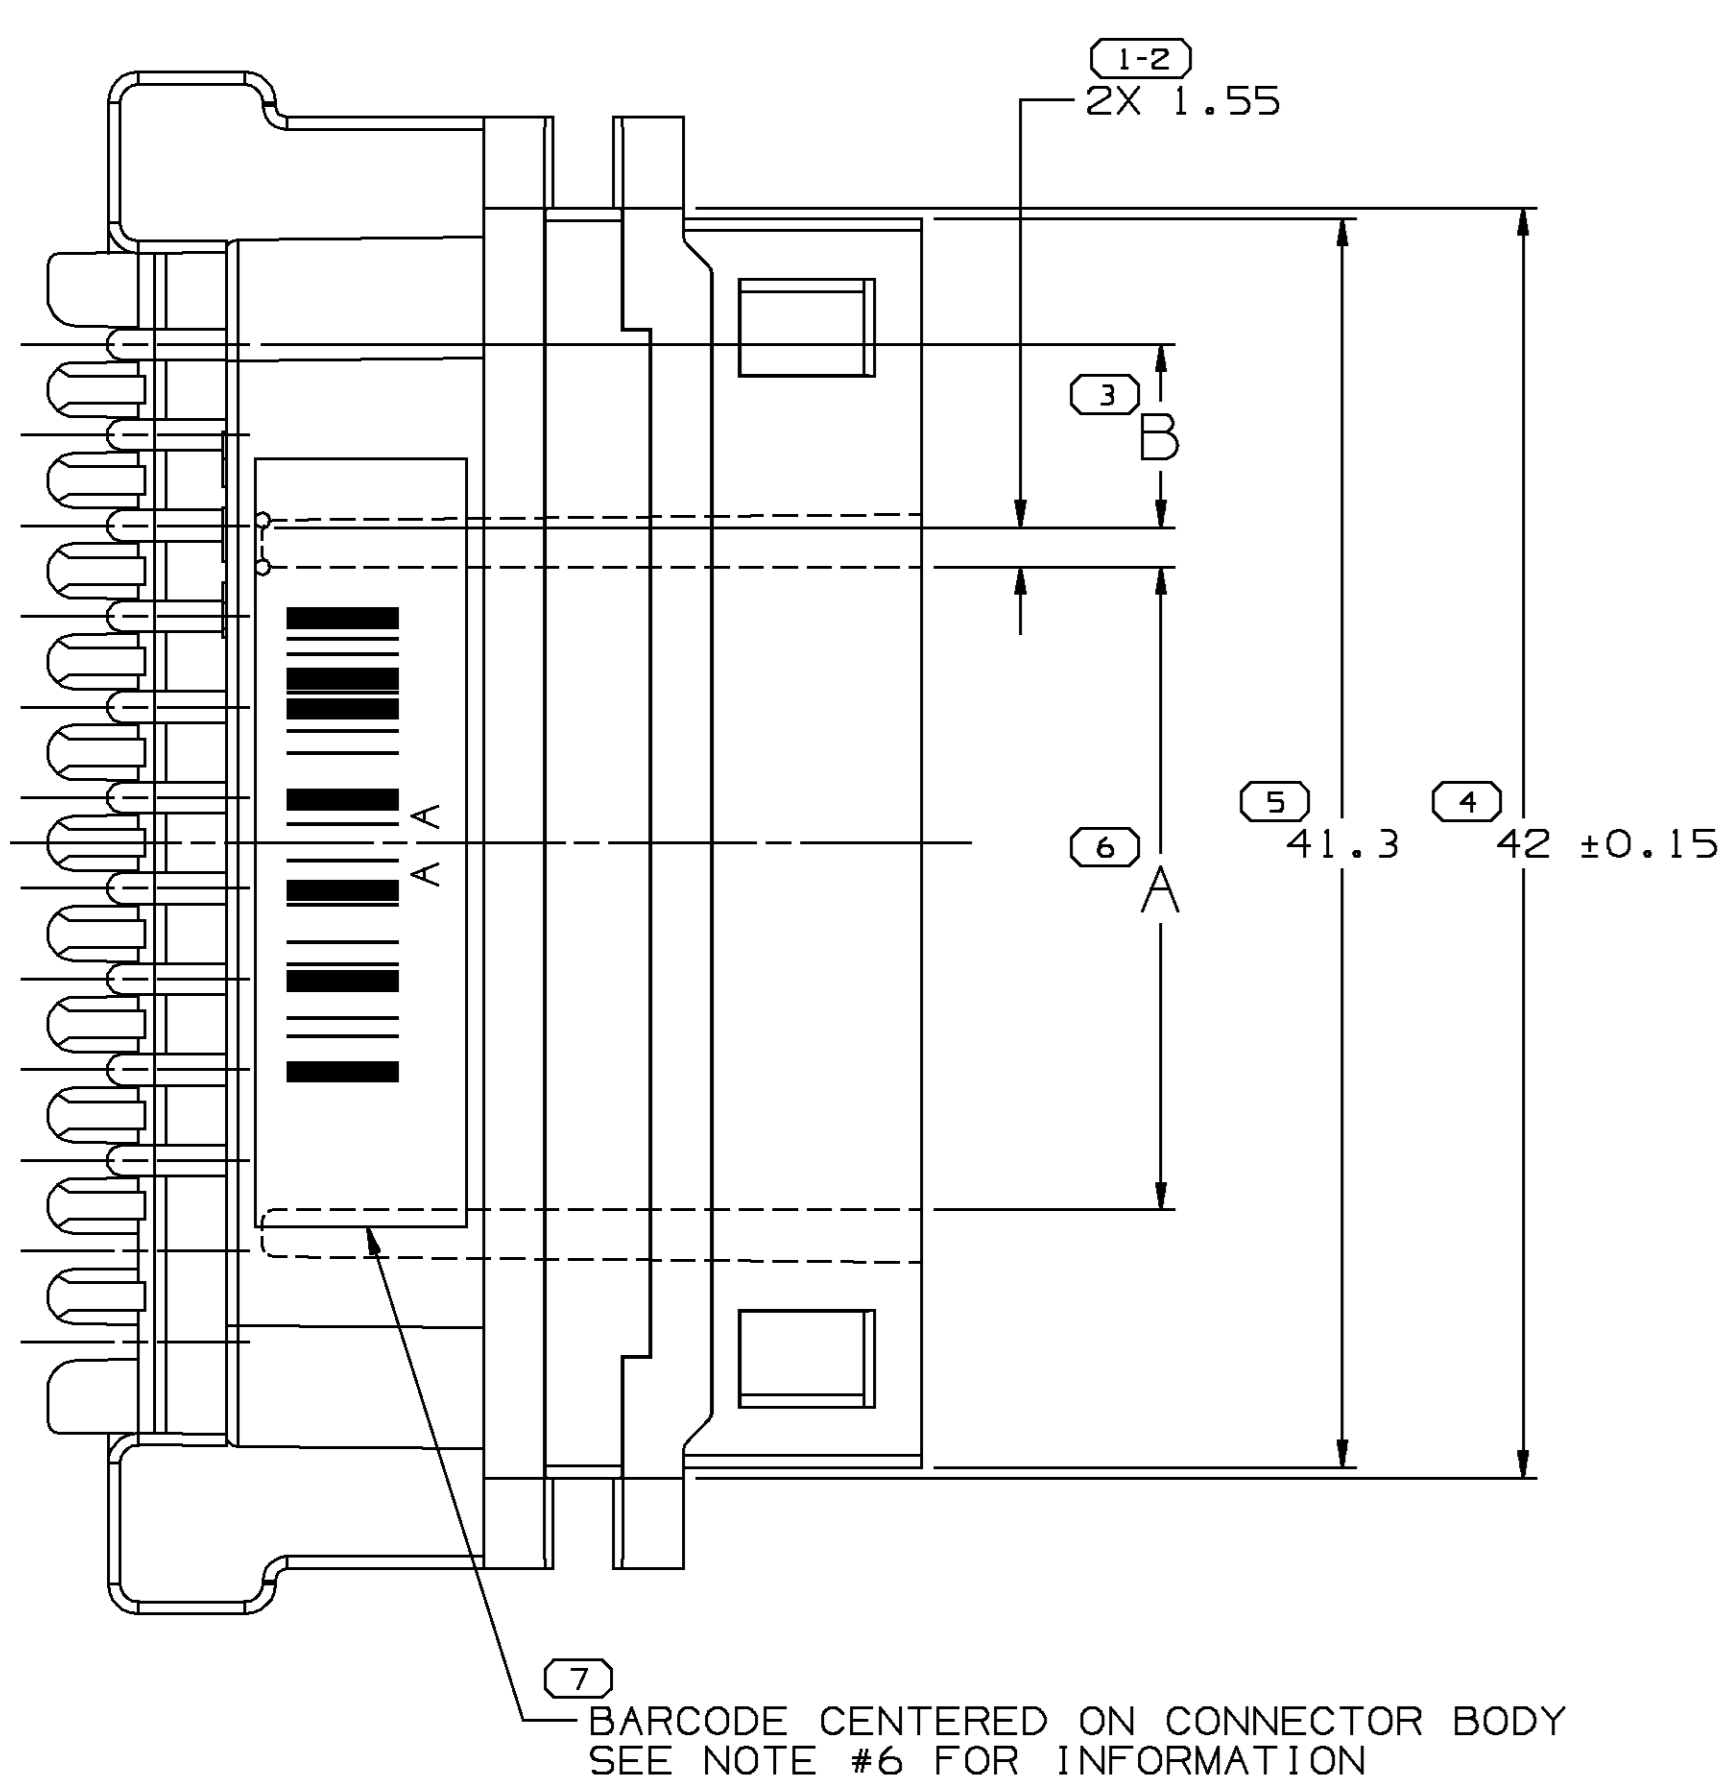 1-2
2X 1.55
3
B
5
41.3
4
42 ±0.15
6
A
A
A
7
BARCODE CENTERED ON CONNECTOR BODY
SEE NOTE #6 FOR INFORMATION